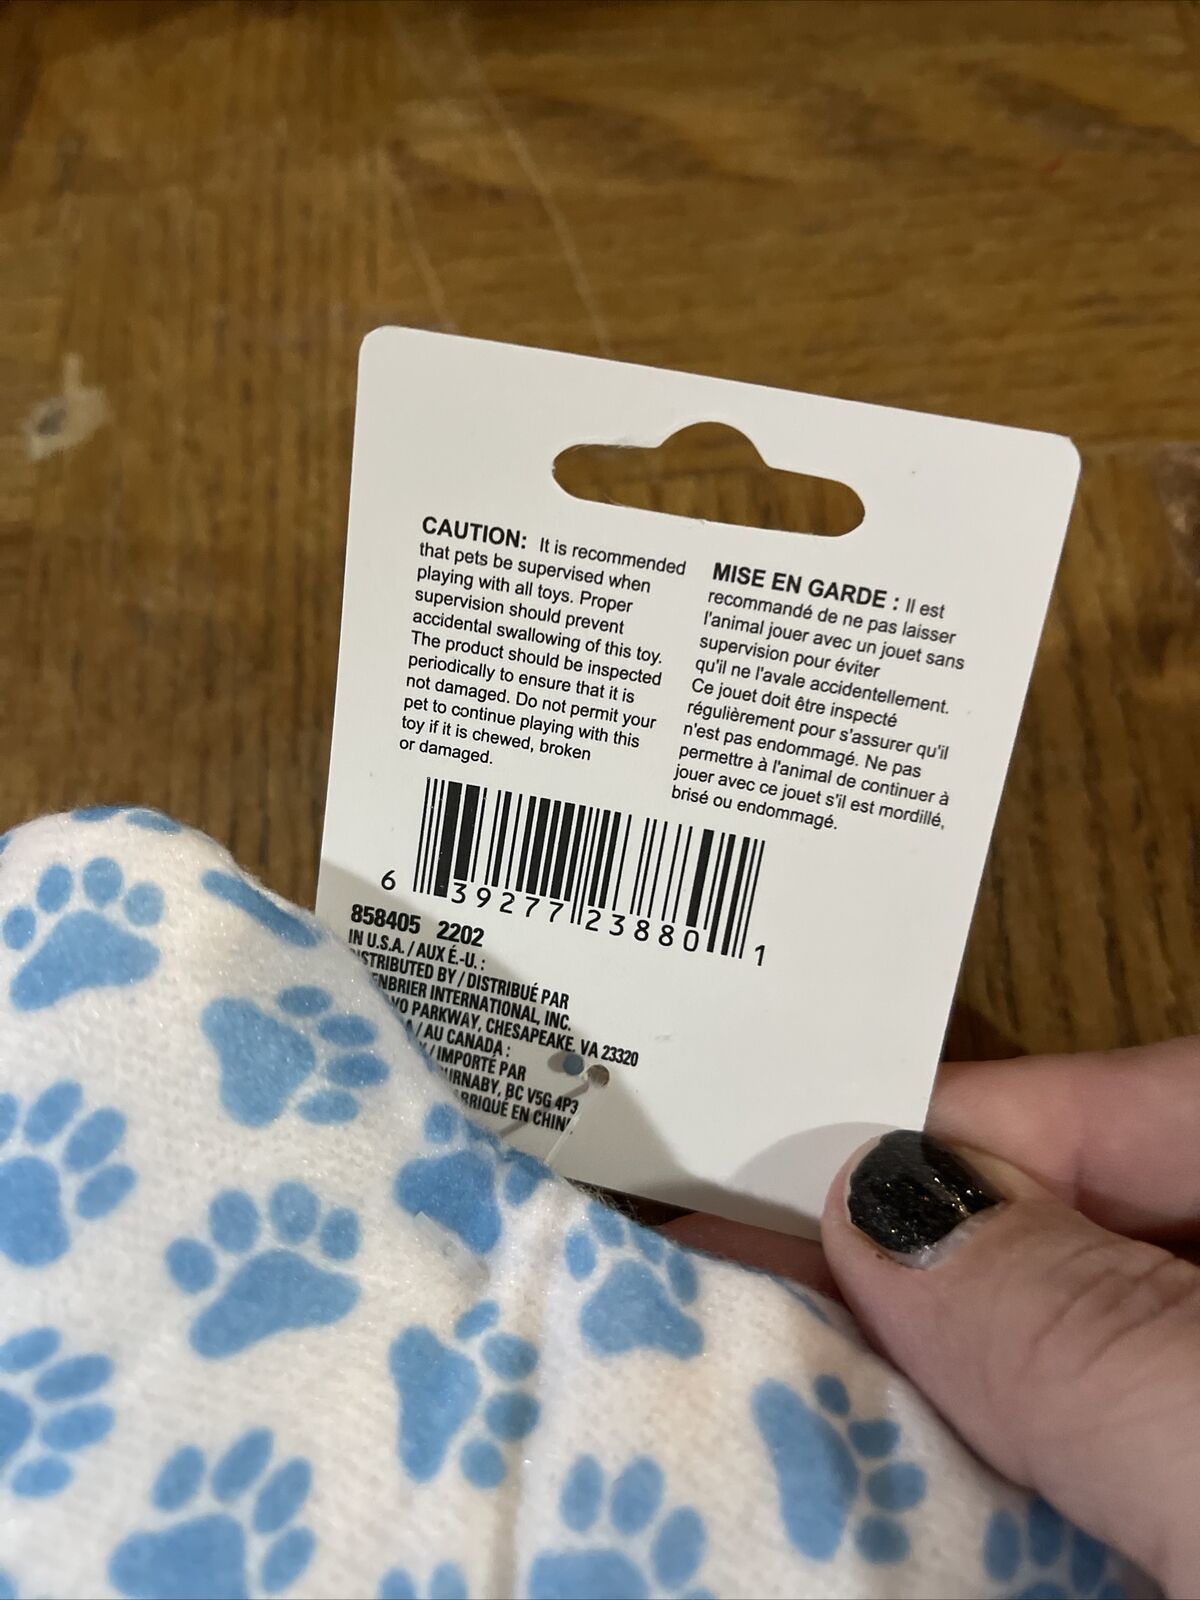 CAUTION: It is recommended
that pets be supervised when
playing with all toys. Proper
supervision should prevent
accidental swallowing of this toy.
The product should be inspected
periodically to ensure that it is
not damaged. Do not permit your
pet to continue playing with this
toy if it is chewed, broken
or damaged.
MISE EN GARDE : Il est
recommandé de ne pas laisser
l'animal jouer avec un jouet sans
supervision pour éviter
qu'il ne l'avale accidentellement.
Ce jouet doit être inspecté
régulièrement pour s'assurer qu'il
n'est pas endommagé. Ne pas
permettre à l'animal de continuer à
jouer avec ce jouet s'il est mordillé,
brisé ou endommagé.
6 39277 23880 1
858405 2202
IN U.S.A. / AUX É.-U. :
DISTRIBUTED BY / DISTRIBUÉ PAR
INTERNATIONAL, INC.
PARKWAY, CHESAPEAKE, VA 23320
/ AU CANADA :
/ IMPORTÉ PAR
BC V5G 4P3
EN